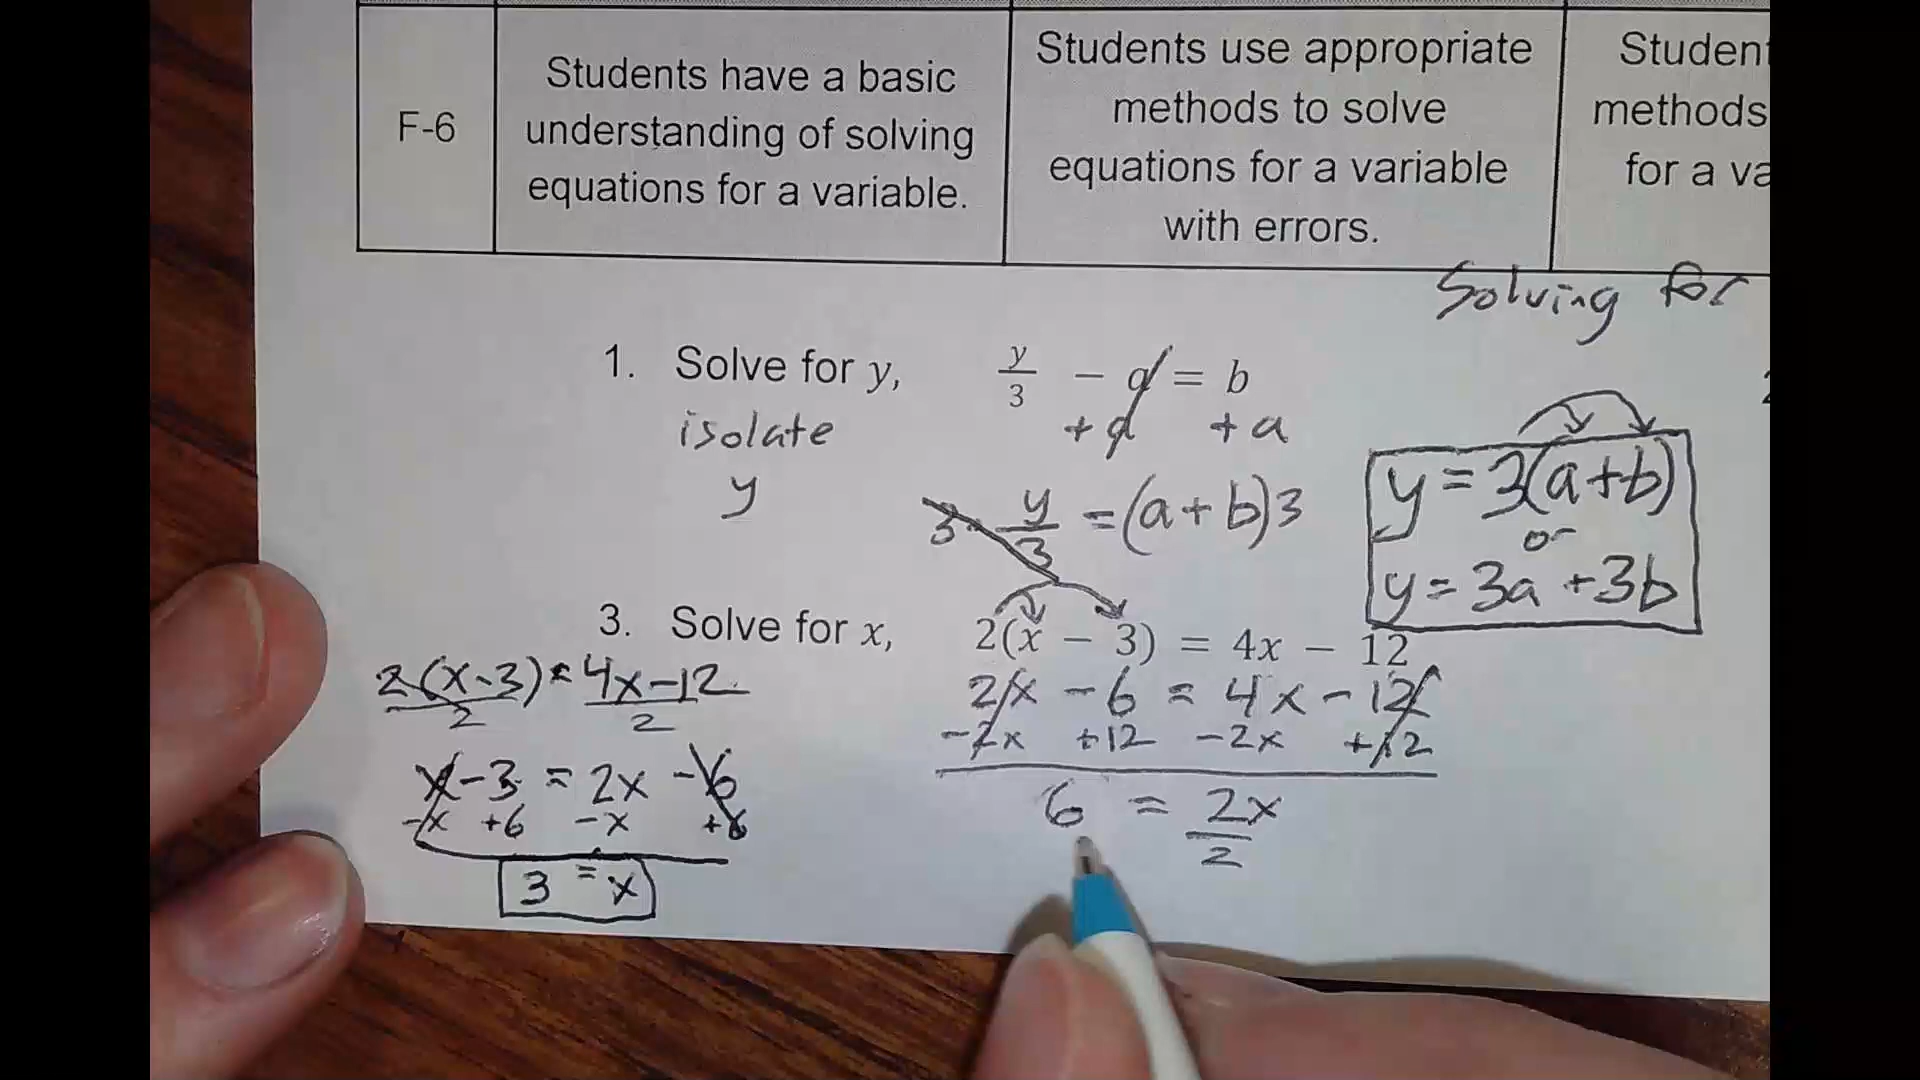 F-6
Students have a basic
understanding of solving
equations for a variable.
Students use appropriate
methods to solve
equations for a variable
with errors.
Student
methods
for a va
Solving for
1. Solve for y, y/3 - a = b
+a +a
isolate
y
3 · y/3 = (a + b)3
y = 3(a+b)
or
y = 3a + 3b
3. Solve for x, 2(x - 3) = 4x - 12
2x - 6 = 4x - 12
-2x +12 -2x +12
6 = 2x/2
2(x-3)/2 = 4x-12/2
x - 3 = 2x - 6
-x +6 -x +6
3 = x